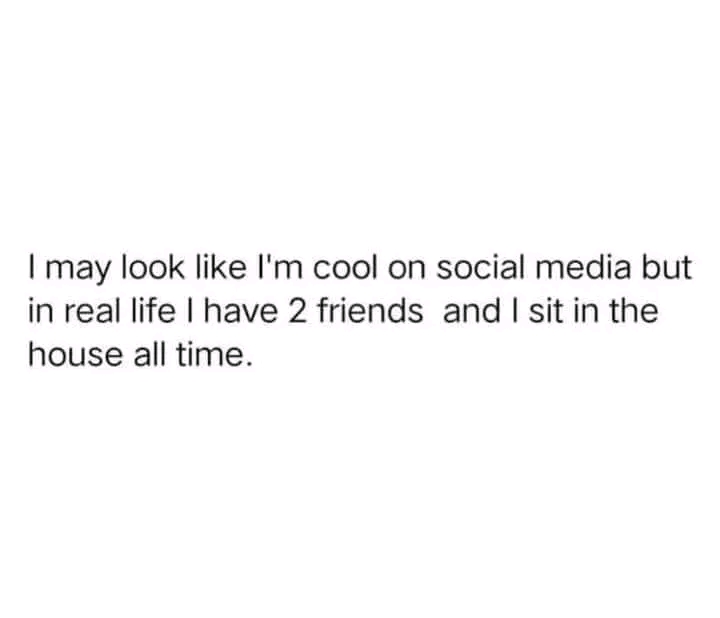 I may look like I'm cool on social media but
in real life I have 2 friends  and I sit in the
house all time.